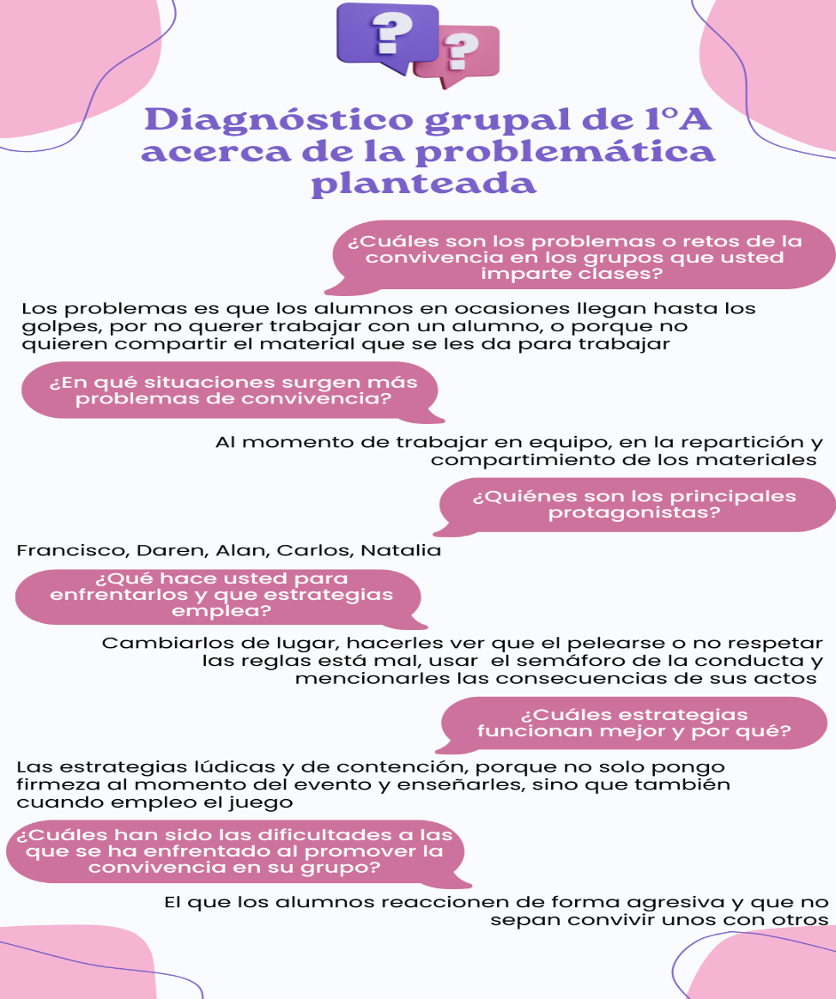 ? ?
Diagnóstico grupal de 1°A
acerca de la problemática
planteada
¿Cuáles son los problemas o retos de la
convivencia en los grupos que usted
imparte clases?
Los problemas es que los alumnos en ocasiones llegan hasta los
golpes, por no querer trabajar con un alumno, o porque no
quieren compartir el material que se les da para trabajar
¿En qué situaciones surgen más
problemas de convivencia?
Al momento de trabajar en equipo, en la repartición y
compartimiento de los materiales
¿Quiénes son los principales
protagonistas?
Francisco, Daren, Alan, Carlos, Natalia
¿Qué hace usted para
enfrentarlos y que estrategias
emplea?
Cambiarlos de lugar, hacerles ver que el pelearse o no respetar
las reglas está mal, usar  el semáforo de la conducta y
mencionarles las consecuencias de sus actos
¿Cuáles estrategias
funcionan mejor y por qué?
Las estrategias lúdicas y de contención, porque no solo pongo
firmeza al momento del evento y enseñarles, sino que también
cuando empleo el juego
¿Cuáles han sido las dificultades a las
que se ha enfrentado al promover la
convivencia en su grupo?
El que los alumnos reaccionen de forma agresiva y que no
sepan convivir unos con otros